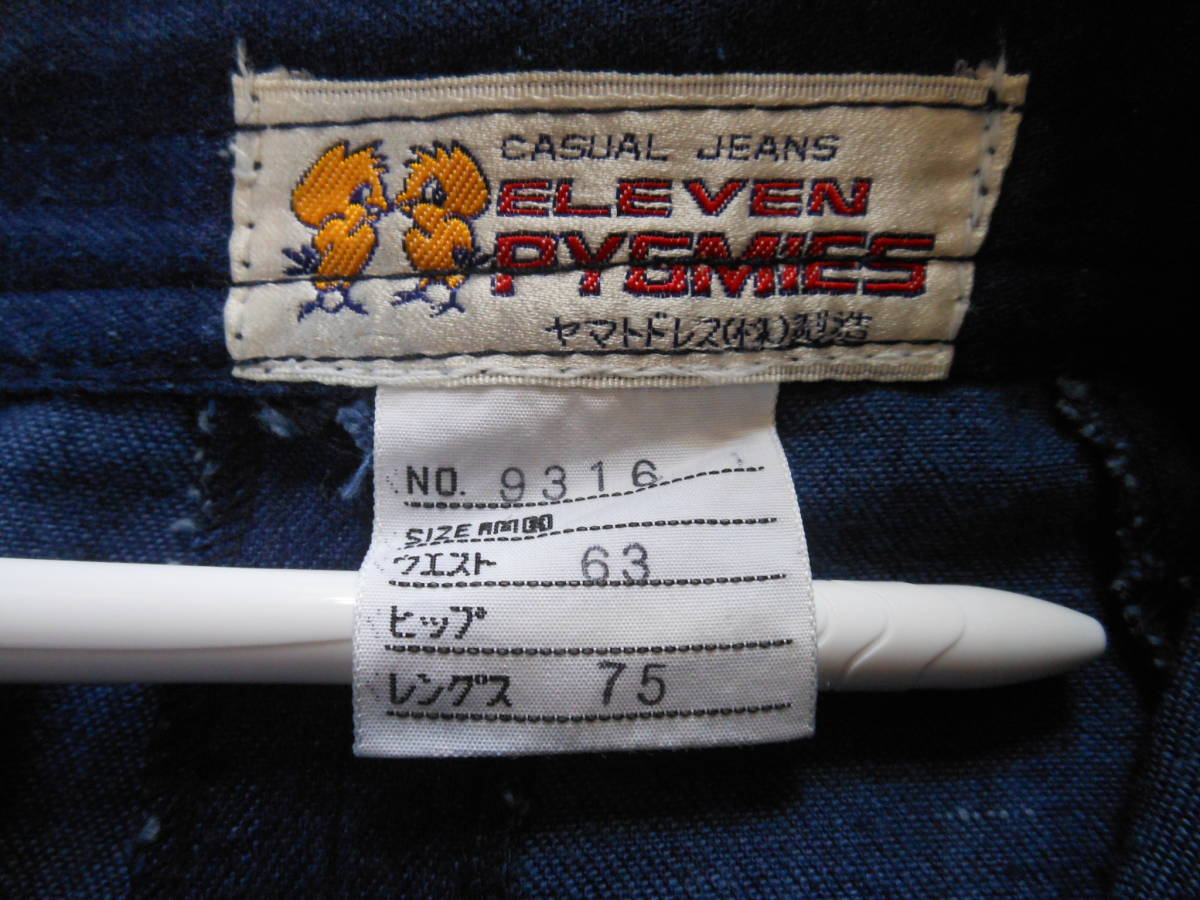 CASUAL JEANS
ELEVEN
PYGMIES
ヤマトドレス(株)製造
NO. 9316
SIZE
ウエスト 63
ヒップ
レングス 75